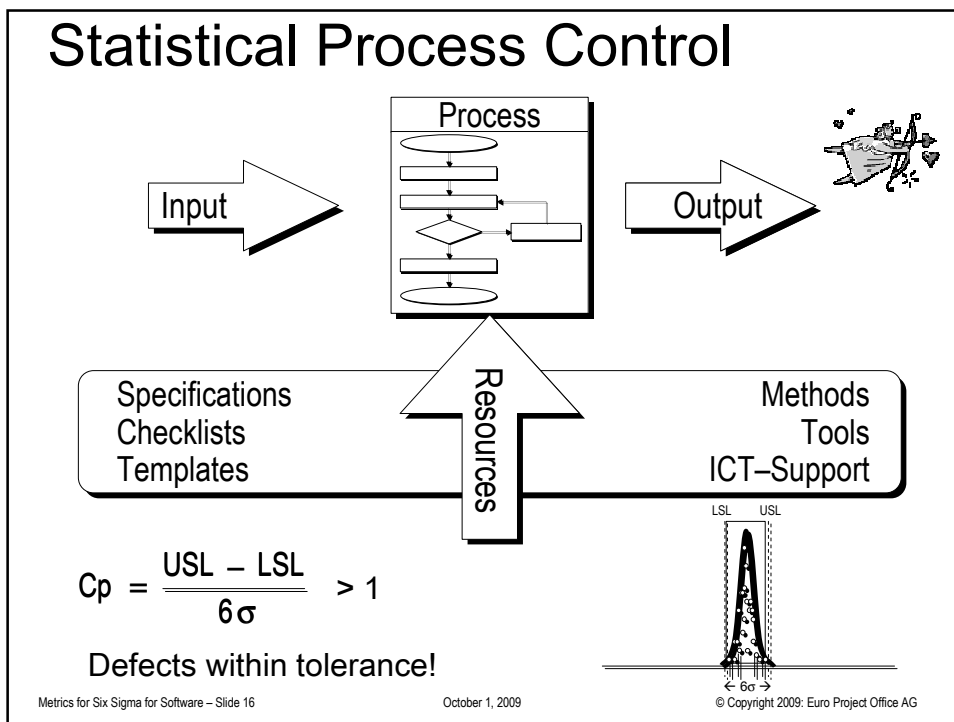 Statistical Process Control
Process
Input
Output
Resources
Specifications
Checklists
Templates
Methods
Tools
ICT–Support
LSL USL
Cp = USL – LSL / 6σ > 1
Defects within tolerance!
← 6σ →
Metrics for Six Sigma for Software – Slide 16 October 1, 2009 © Copyright 2009: Euro Project Office AG